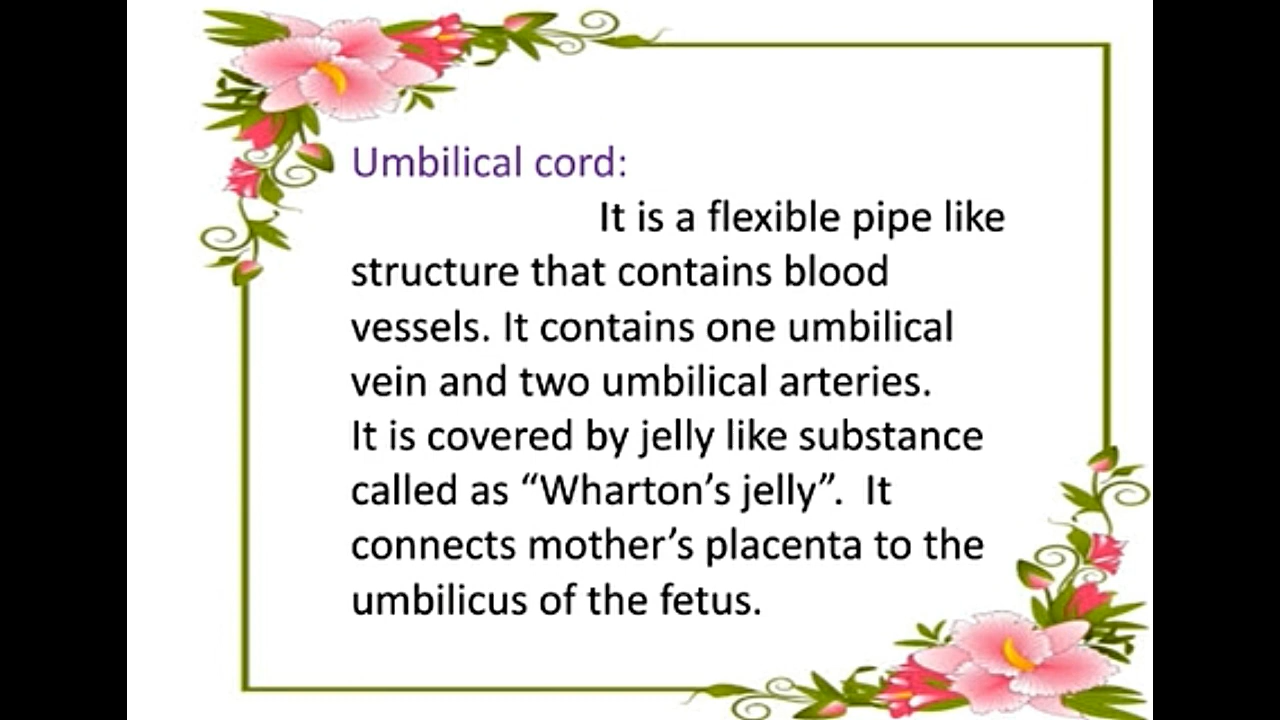 Umbilical cord:
It is a flexible pipe like
structure that contains blood
vessels. It contains one umbilical
vein and two umbilical arteries.
It is covered by jelly like substance
called as “Wharton’s jelly”.  It
connects mother’s placenta to the
umbilicus of the fetus.